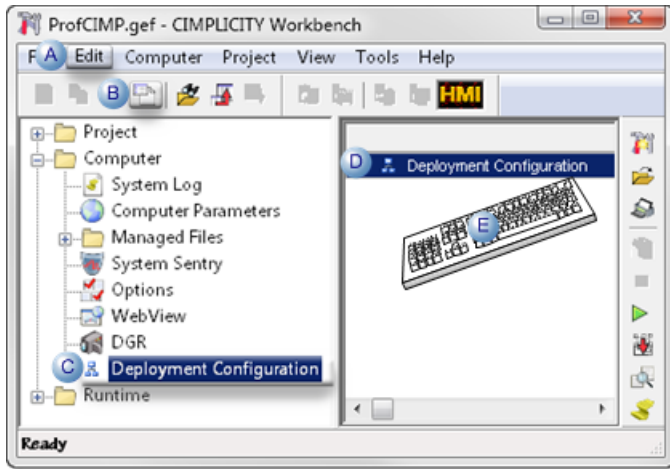 ProfCIMP.gef - CIMPLICITY Workbench
F A Edit Computer Project View Tools Help
B HMI
Project
Computer
D Deployment Configuration
System Log
Computer Parameters
E
Managed Files
System Sentry
Options
WebView
DGR
C Deployment Configuration
Runtime
Ready